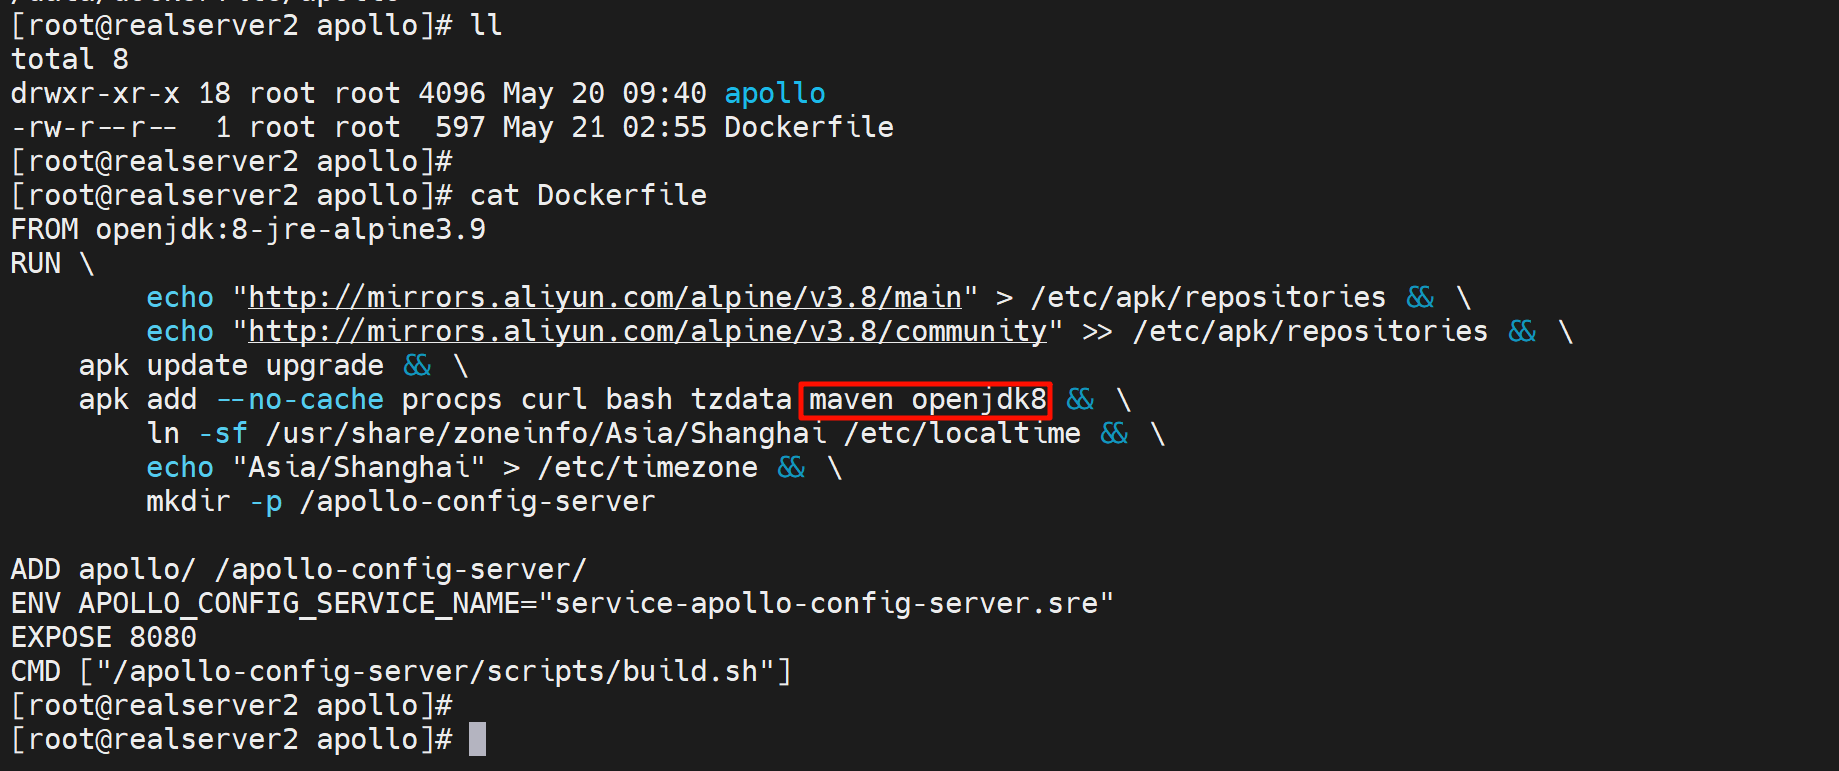 /data/dockerfile/apollo
[root@realserver2 apollo]# ll
total 8
drwxr-xr-x 18 root root 4096 May 20 09:40 apollo
-rw-r--r--  1 root root  597 May 21 02:55 Dockerfile
[root@realserver2 apollo]#
[root@realserver2 apollo]# cat Dockerfile
FROM openjdk:8-jre-alpine3.9
RUN \
        echo "http://mirrors.aliyun.com/alpine/v3.8/main" > /etc/apk/repositories && \
        echo "http://mirrors.aliyun.com/alpine/v3.8/community" >> /etc/apk/repositories && \
    apk update upgrade && \
    apk add --no-cache procps curl bash tzdata maven openjdk8 && \
        ln -sf /usr/share/zoneinfo/Asia/Shanghai /etc/localtime && \
        echo "Asia/Shanghai" > /etc/timezone && \
        mkdir -p /apollo-config-server

ADD apollo/ /apollo-config-server/
ENV APOLLO_CONFIG_SERVICE_NAME="service-apollo-config-server.sre"
EXPOSE 8080
CMD ["/apollo-config-server/scripts/build.sh"]
[root@realserver2 apollo]#
[root@realserver2 apollo]#